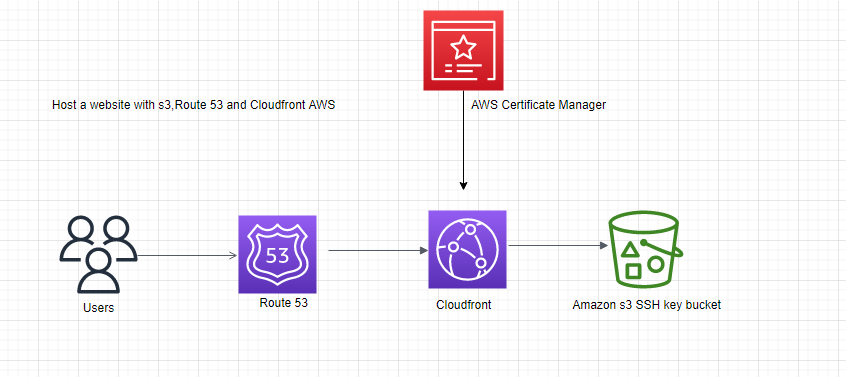 AWS Certificate Manager
Host a website with s3,Route 53 and Cloudfront AWS
53
Users
Route 53
Cloudfront
Amazon s3 SSH key bucket